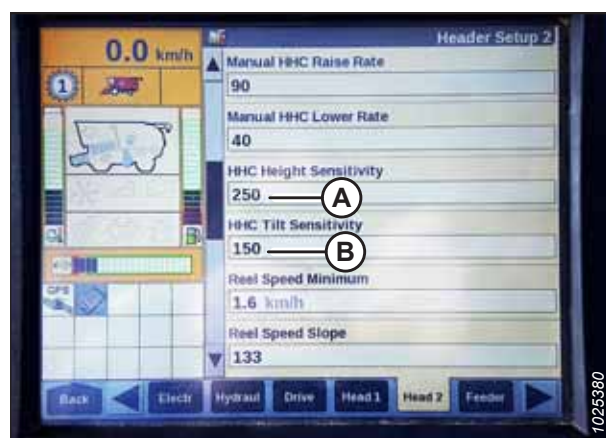 0.0 km/h
Header Setup 2
1
Manual HHC Raise Rate
90
Manual HHC Lower Rate
40
HHC Height Sensitivity
250
A
HHC Tilt Sensitivity
150
B
Reel Speed Minimum
1.6 km/h
Reel Speed Slope
133
GPS
Back
Electr
Hydraul
Drive
Head 1
Head 2
Feeder
1025380